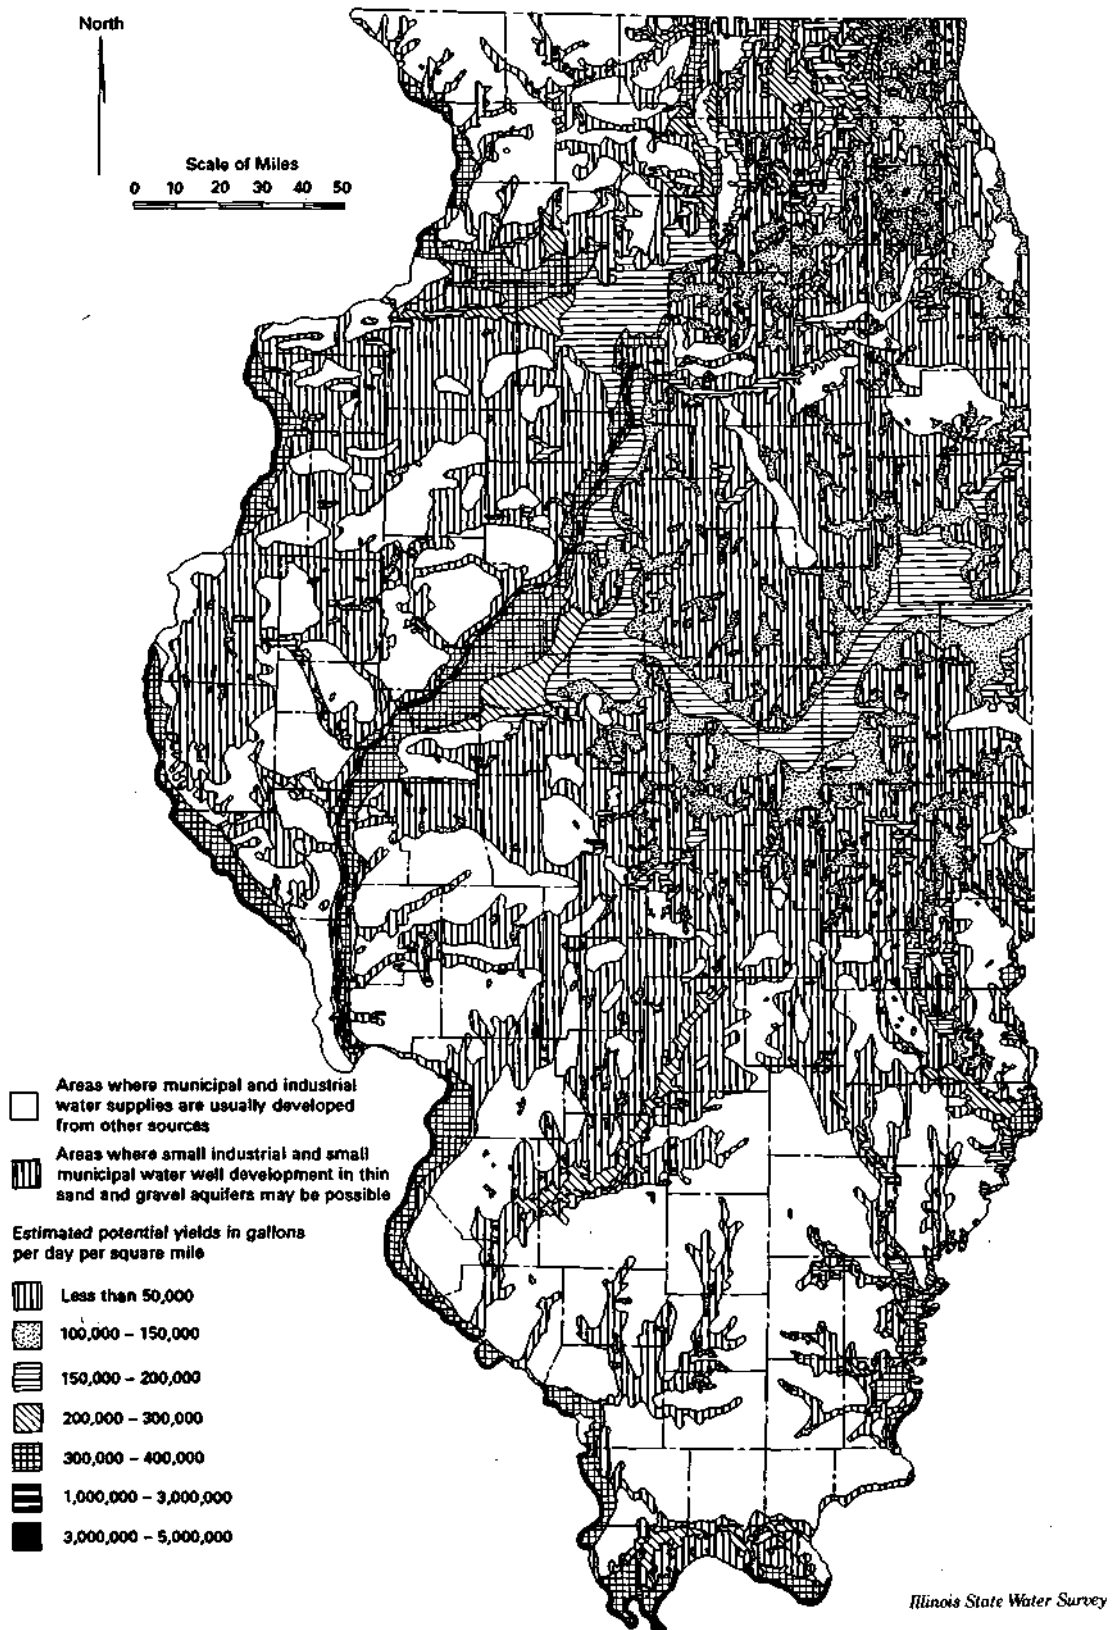 North
Scale of Miles
0 10 20 30 40 50
Areas where municipal and industrial
water supplies are usually developed
from other sources
Areas where small industrial and small
municipal water well development in thin
sand and gravel aquifers may be possible
Estimated potential yields in gallons
per day per square mile
Less than 50,000
100,000 – 150,000
150,000 – 200,000
200,000 – 300,000
300,000 – 400,000
1,000,000 – 3,000,000
3,000,000 – 5,000,000
Illinois State Water Survey